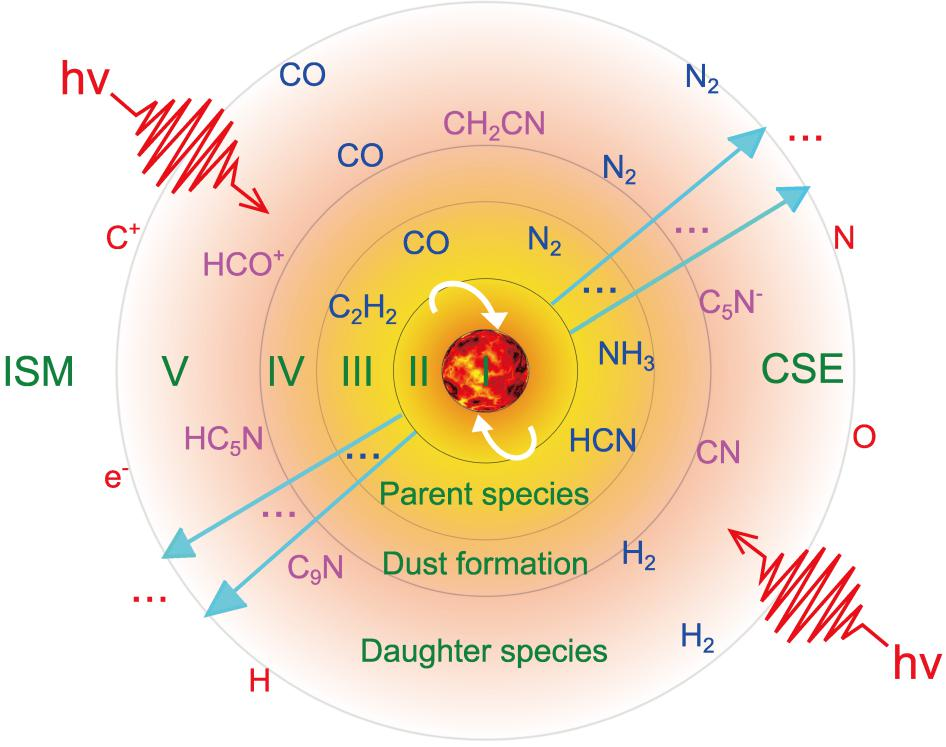 CO
N₂
hν
CH₂CN
...
CO
N₂
C⁺
CO
N₂
...
N
HCO⁺
C₂H₂
...
C₅N⁻
NH₃
ISM
V
IV
III
II
I
CSE
HC₅N
HCN
CN
O
e⁻
...
Parent species
...
C₉N
Dust formation
H₂
...
Daughter species
H₂
H
hν